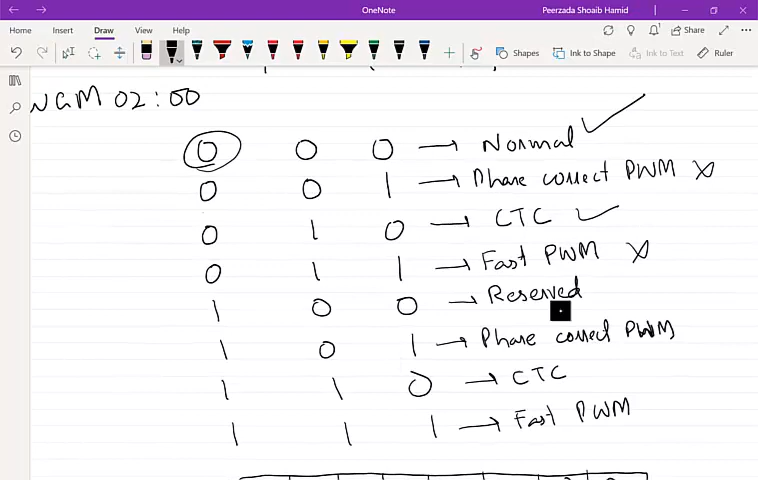 OneNote
Peerzada Shoaib Hamid
Home Insert Draw View Help
Share
Shapes Ink to Shape Ink to Text Ruler
WGM 02:00
0 0 0 → Normal ✓
0 0 1 → Phase correct PWM X
0 1 0 → CTC ✓
0 1 1 → Fast PWM X
1 0 0 → Reserved
1 0 1 → Phase correct PWM
1 1 0 → CTC
1 1 1 → Fast PWM